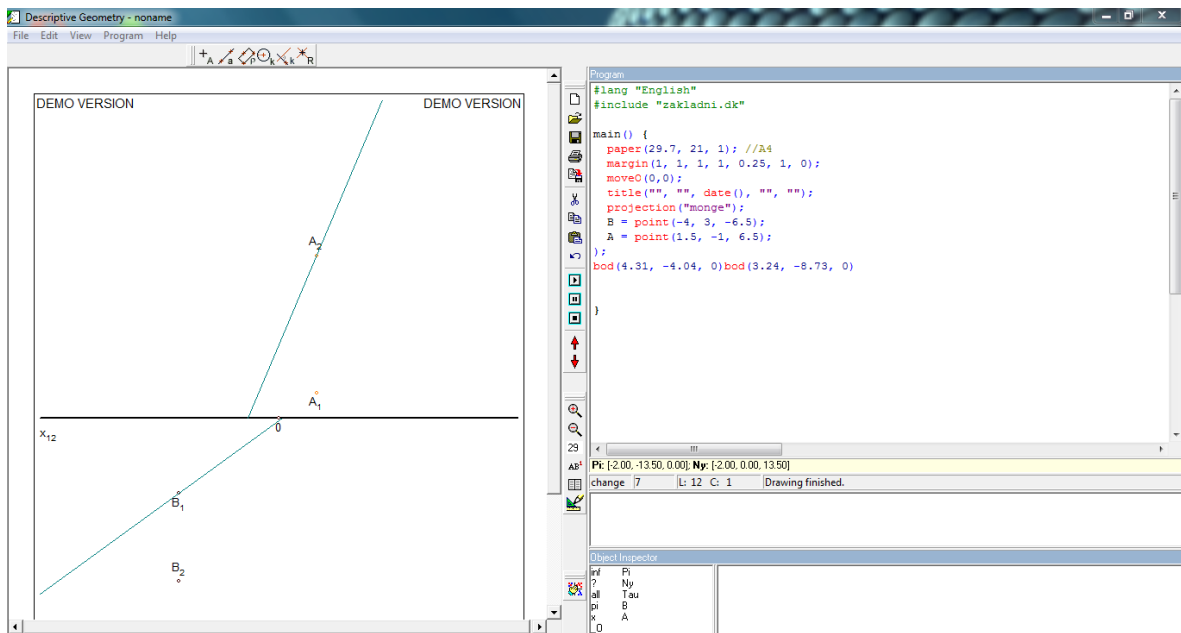 Descriptive Geometry - noname
File Edit View Program Help
A a ρ k k R
DEMO VERSION DEMO VERSION
A2
A1
x12
0
B1
B2
29
AB¹
Program
#lang "English"
#include "zakladni.dk"
main() {
paper(29.7, 21, 1); //A4
margin(1, 1, 1, 1, 0.25, 1, 0);
moveO(0,0);
title("", "", date(), "", "");
projection("monge");
B = point(-4, 3, -6.5);
A = point(1.5, -1, 6.5);
);
bod(4.31, -4.04, 0)bod(3.24, -8.73, 0)
}
Pi: [-2.00, -13.50, 0.00]; Ny: [-2.00, 0.00, 13.50]
change 7 L: 12 C: 1 Drawing finished.
Object Inspector
inf Pi
? Ny
all Tau
pi B
x A
_O